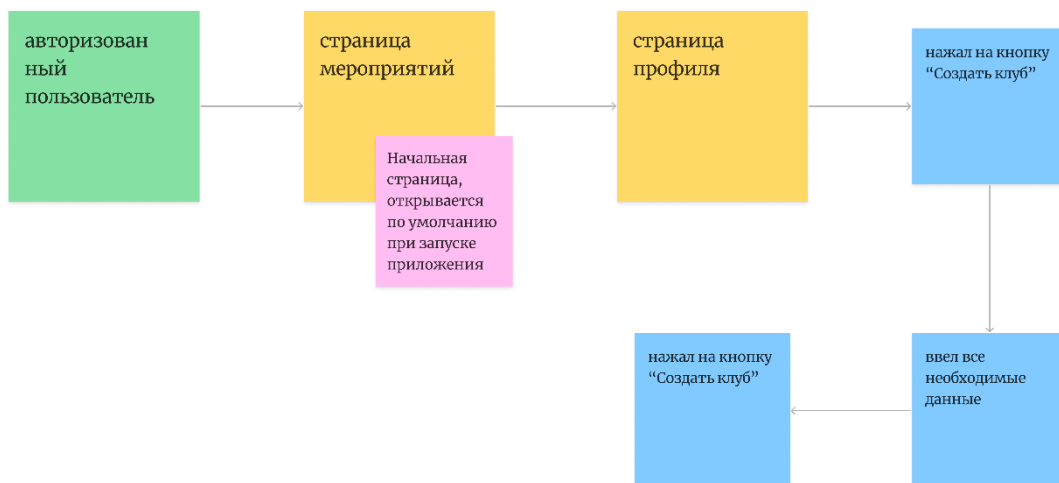 авторизован
ный
пользователь
страница
мероприятий
Начальная
страница,
открывается
по умолчанию
при запуске
приложения
страница
профиля
нажал на кнопку
“Создать клуб”
ввел все
необходимые
данные
нажал на кнопку
“Создать клуб”